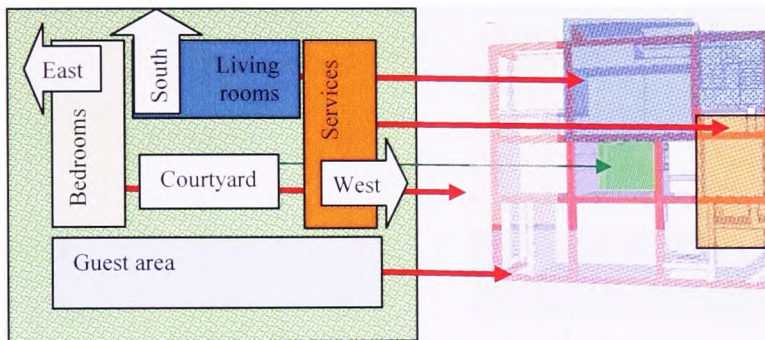 East
South
Living
rooms
Services
Bedrooms
Courtyard
West
Guest area